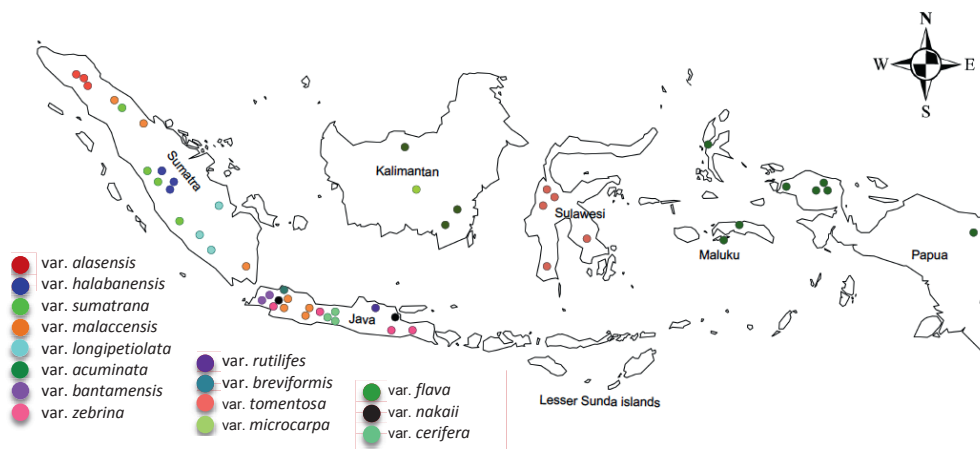 N
W
E
S
Sumatra
Kalimantan
Sulawesi
Maluku
Papua
Java
Lesser Sunda islands
var. alasensis
var. halabanensis
var. sumatrana
var. malaccensis
var. longipetiolata
var. acuminata
var. bantamensis
var. zebrina
var. rutilifes
var. breviformis
var. tomentosa
var. microcarpa
var. flava
var. nakaii
var. cerifera